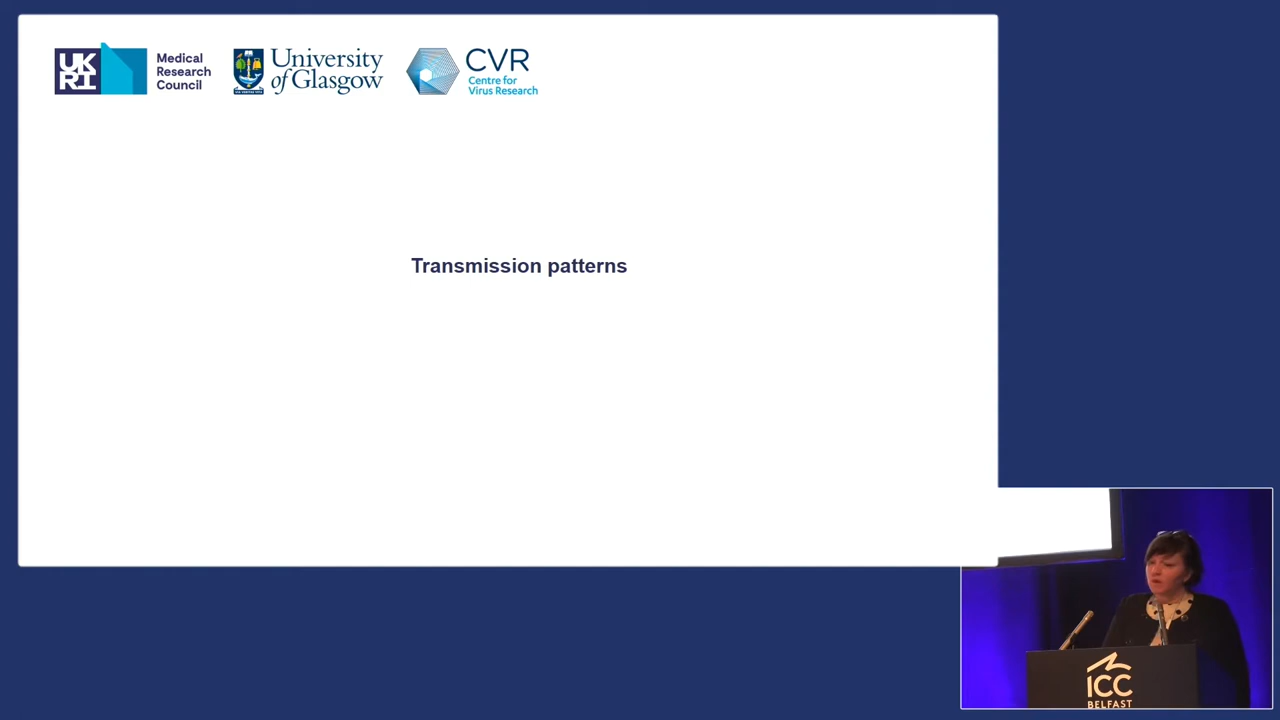 UK
RI
Medical
Research
Council
University
of Glasgow
CVR
Centre for
Virus Research
Transmission patterns
ICC
BELFAST